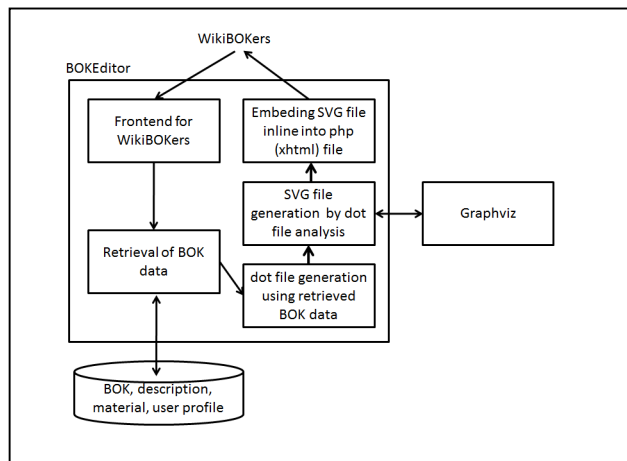 WikiBOKers
BOKEditor
Frontend for
WikiBOKers
Embeding SVG file
inline into php
(xhtml) file
SVG file
generation by dot
file analysis
Graphviz
Retrieval of BOK
data
dot file generation
using retrieved
BOK data
BOK, description,
material, user profile